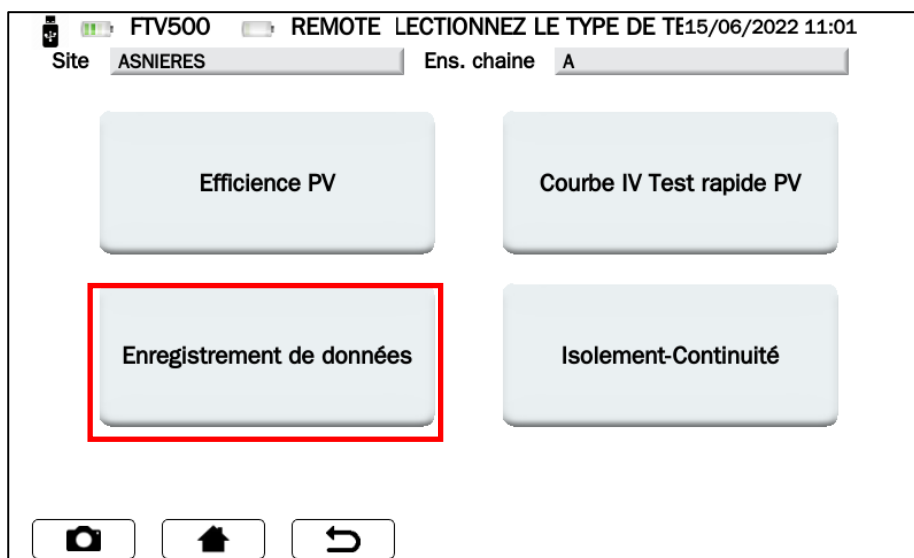 FTV500 REMOTE LECTIONNEZ LE TYPE DE TE15/06/2022 11:01
Site ASNIERES Ens. chaine A
Efficience PV
Courbe IV Test rapide PV
Enregistrement de données
Isolement-Continuité